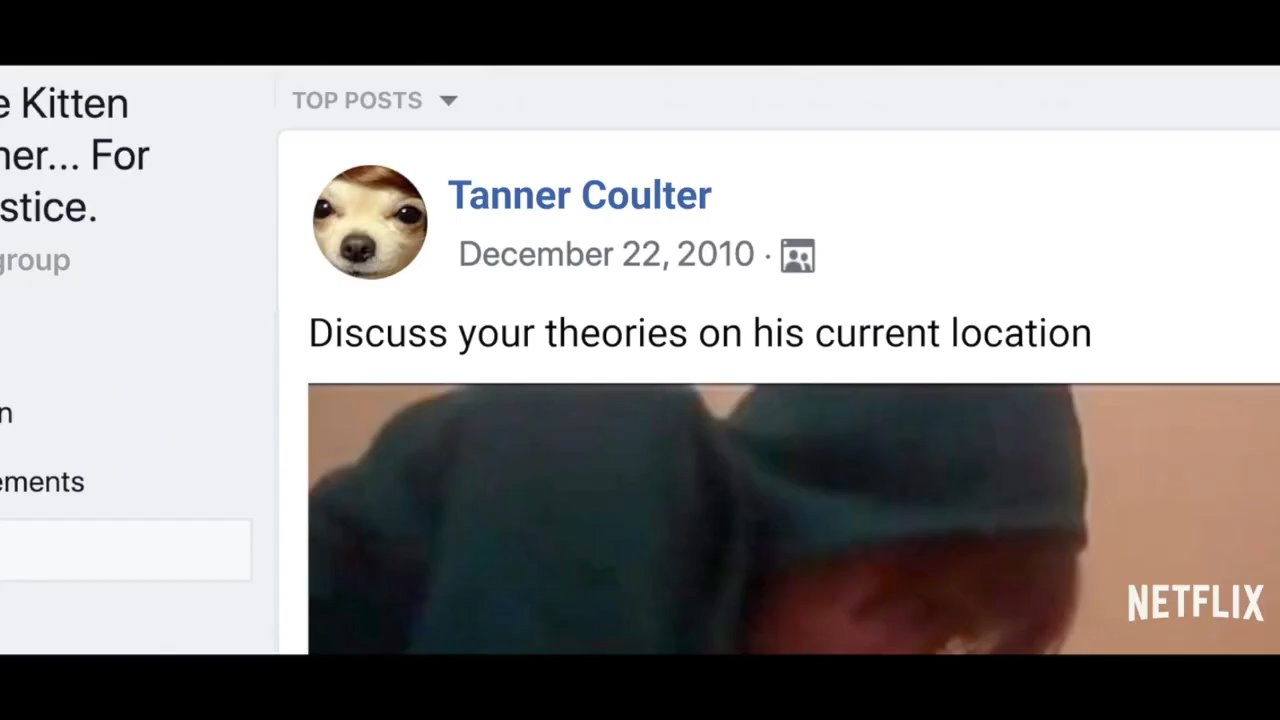 e Kitten
ner... For
stice.
group
n
ements
TOP POSTS
Tanner Coulter
December 22, 2010 ·
Discuss your theories on his current location
NETFLIX